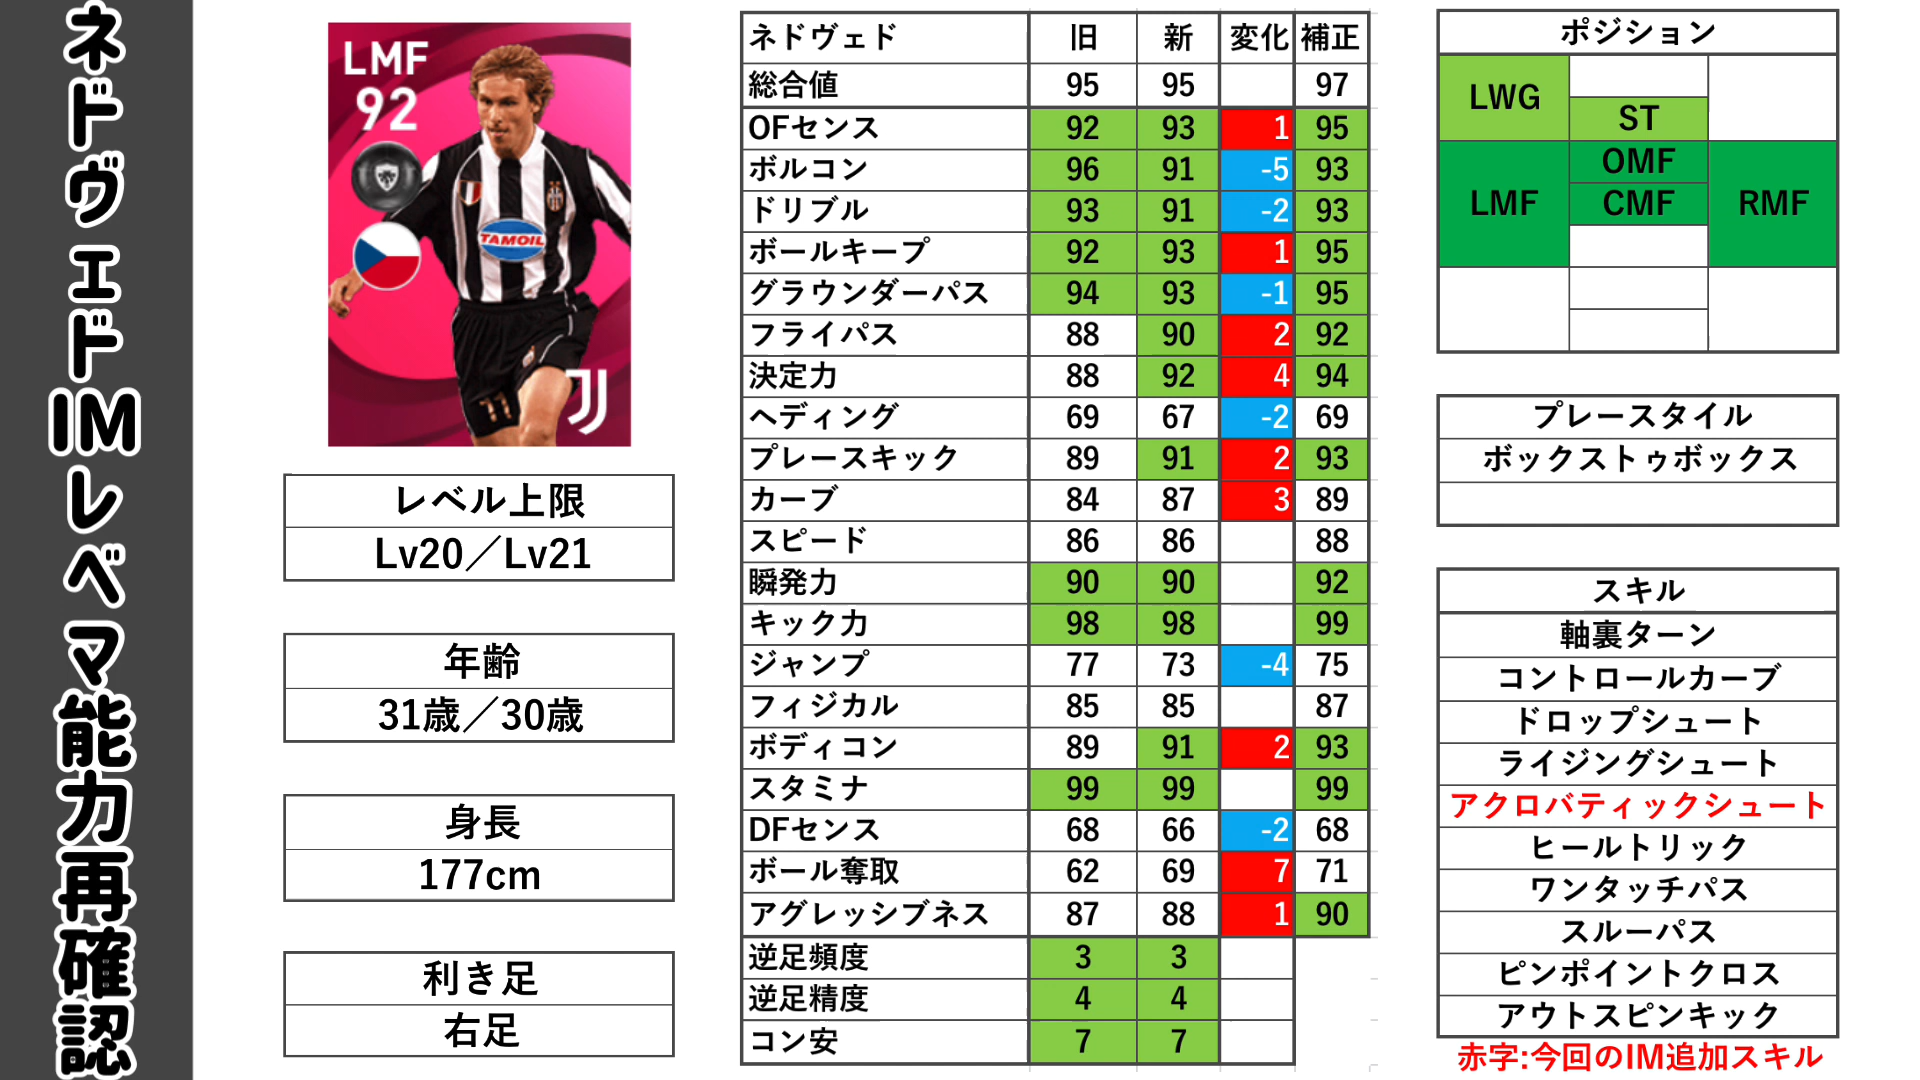 ネドヴェドIMレベマ能力再確認
LMF
92
TAMOIL
11
レベル上限
Lv20／Lv21
年齢
31歳／30歳
身長
177cm
利き足
右足
ネドヴェド 旧 新 変化 補正
総合値 95 95 97
OFセンス 92 93 1 95
ボルコン 96 91 -5 93
ドリブル 93 91 -2 93
ボールキープ 92 93 1 95
グラウンダーパス 94 93 -1 95
フライパス 88 90 2 92
決定力 88 92 4 94
ヘディング 69 67 -2 69
プレースキック 89 91 2 93
カーブ 84 87 3 89
スピード 86 86 88
瞬発力 90 90 92
キック力 98 98 99
ジャンプ 77 73 -4 75
フィジカル 85 85 87
ボディコン 89 91 2 93
スタミナ 99 99 99
DFセンス 68 66 -2 68
ボール奪取 62 69 7 71
アグレッシブネス 87 88 1 90
逆足頻度 3 3
逆足精度 4 4
コン安 7 7
ポジション
LWG
ST
OMF
LMF CMF RMF
プレースタイル
ボックストゥボックス
スキル
軸裏ターン
コントロールカーブ
ドロップシュート
ライジングシュート
アクロバティックシュート
ヒールトリック
ワンタッチパス
スルーパス
ピンポイントクロス
アウトスピンキック
赤字:今回のIM追加スキル